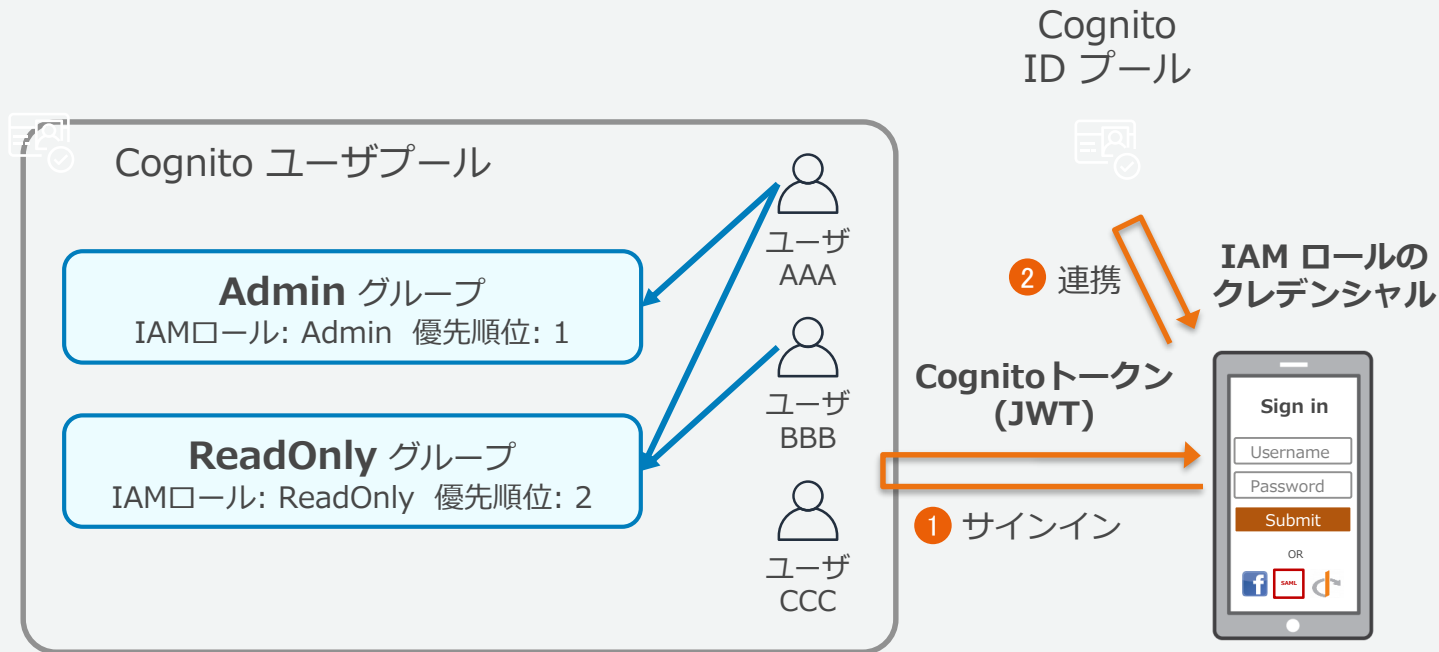 Cognito
ID プール
Cognito ユーザプール
ユーザ
AAA
Admin グループ
IAMロール: Admin 優先順位: 1
ユーザ
BBB
ReadOnly グループ
IAMロール: ReadOnly 優先順位: 2
ユーザ
CCC
2 連携
IAM ロールの
クレデンシャル
Cognitoトークン
(JWT)
1 サインイン
Sign in
Username
Password
Submit
OR
f
SAML